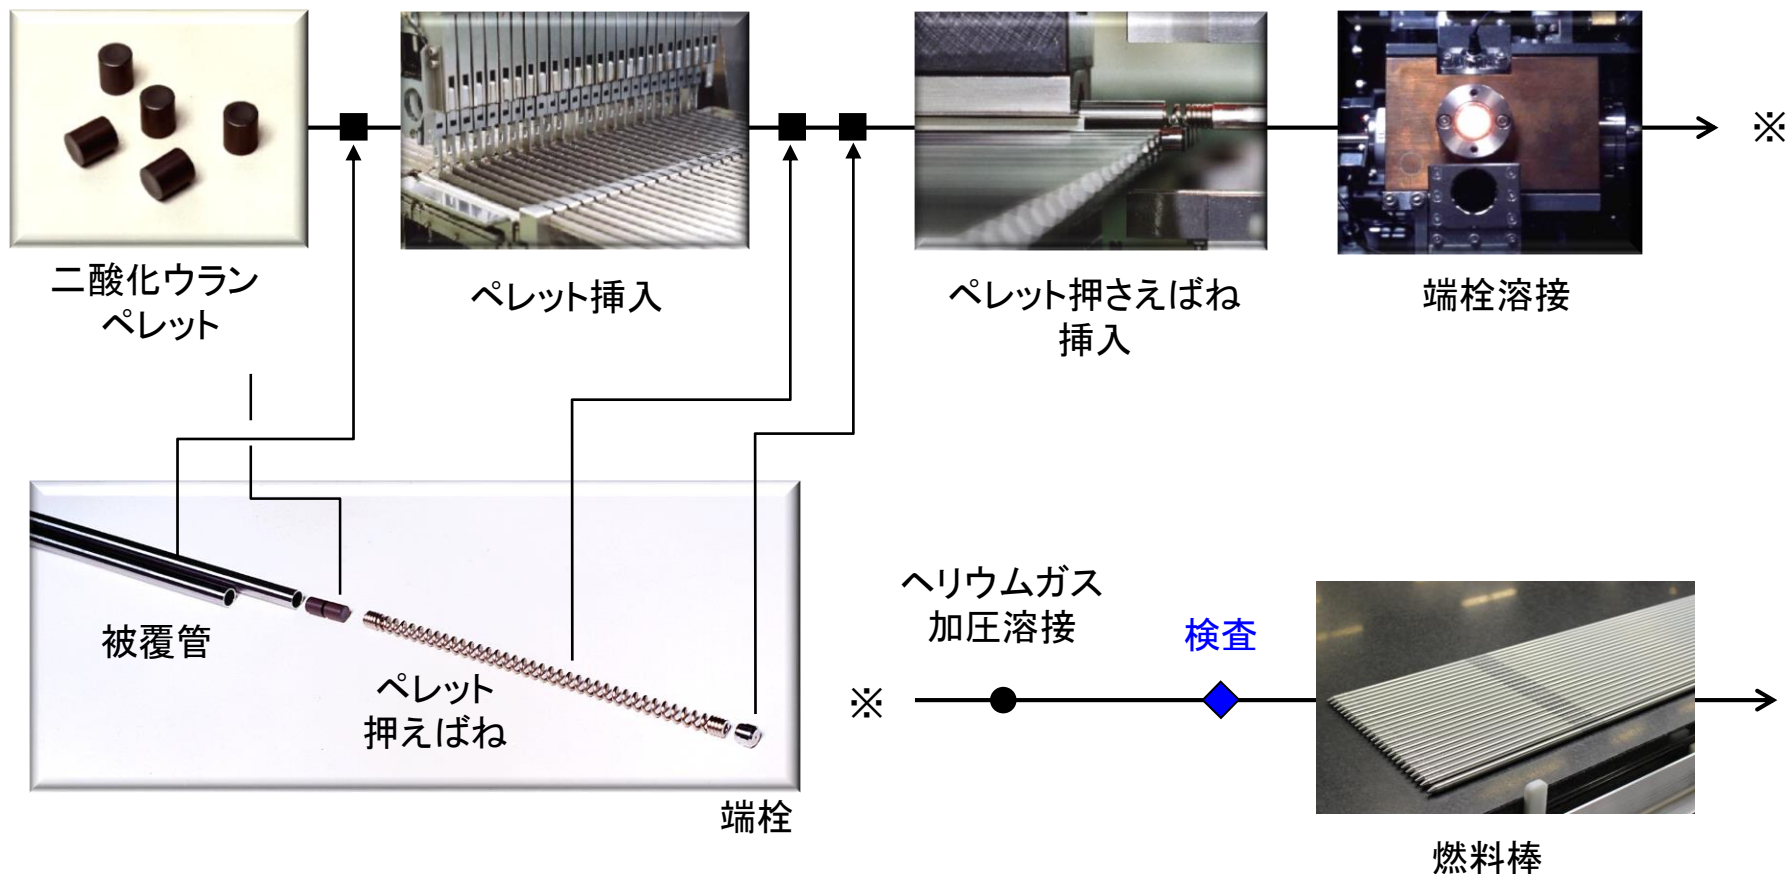 ※
二酸化ウラン
ペレット
ペレット挿入
ペレット押さえばね
挿入
端栓溶接
被覆管
ペレット
押えばね
端栓
※
ヘリウムガス
加圧溶接
検査
燃料棒